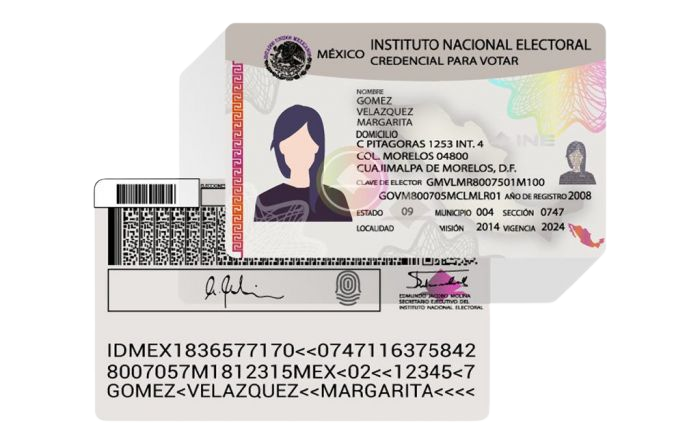 MÉXICO INSTITUTO NACIONAL ELECTORAL
CREDENCIAL PARA VOTAR
NOMBRE
GOMEZ
VELAZQUEZ
MARGARITA
DOMICILIO
C PITAGORAS 1253 INT. 4
COL. MORELOS 04800
CUAJIMALPA DE MORELOS, D.F.
INE
CLAVE DE ELECTOR GMVLMR8007501M100
GOVM800705MCLMLR01 AÑO DE REGISTRO 2008
ESTADO 09 MUNICIPIO 004 SECCIÓN 0747
LOCALIDAD MISIÓN 2014 VIGENCIA 2024
EDMUNDO JACOBO MOLINA
SECRETARIO EJECUTIVO DEL
INSTITUTO NACIONAL ELECTORAL
IDMEX1836577170<<0747116375842
8007057M1812315MEX<02<<12345<7
GOMEZ<VELAZQUEZ<<MARGARITA<<<<